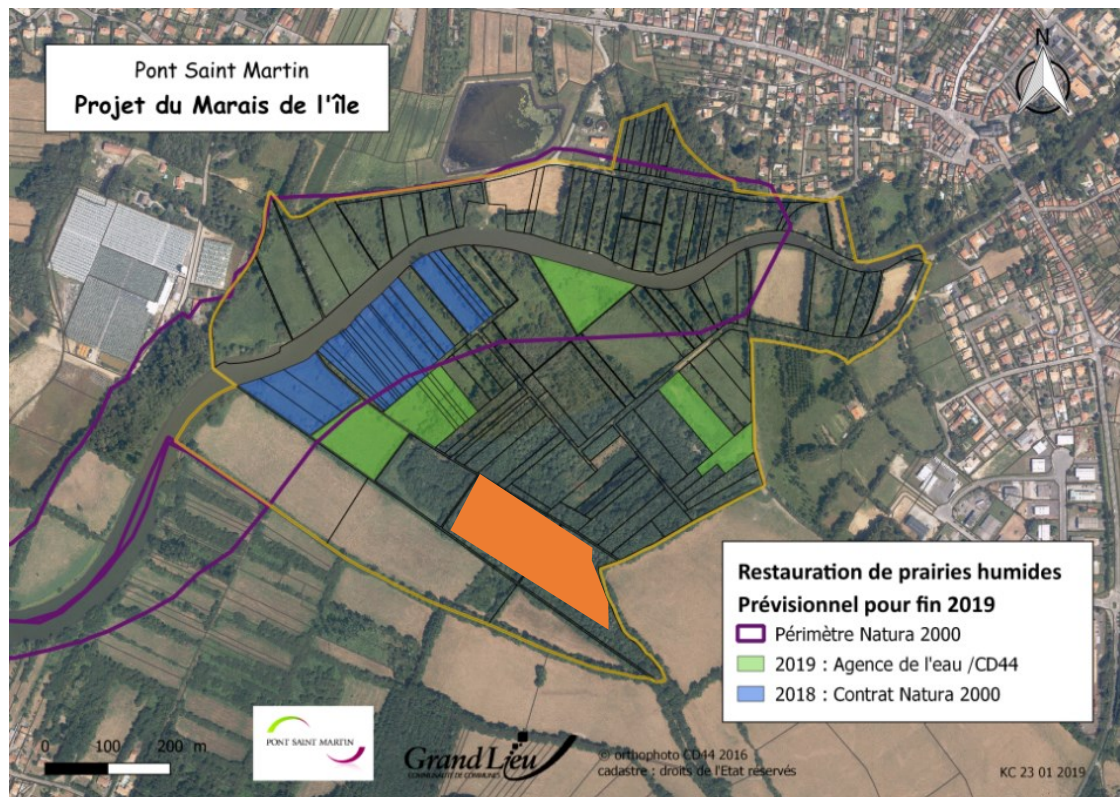 Pont Saint Martin
Projet du Marais de l'île
N
Restauration de prairies humides
Prévisionnel pour fin 2019
Périmètre Natura 2000
2019 : Agence de l'eau /CD44
2018 : Contrat Natura 2000
0 100 200 m
PONT SAINT MARTIN
Grand Lieu
COMMUNAUTÉ DE COMMUNES
© orthophoto CD44 2016
cadastre : droits de l'Etat réservés
KC 23 01 2019